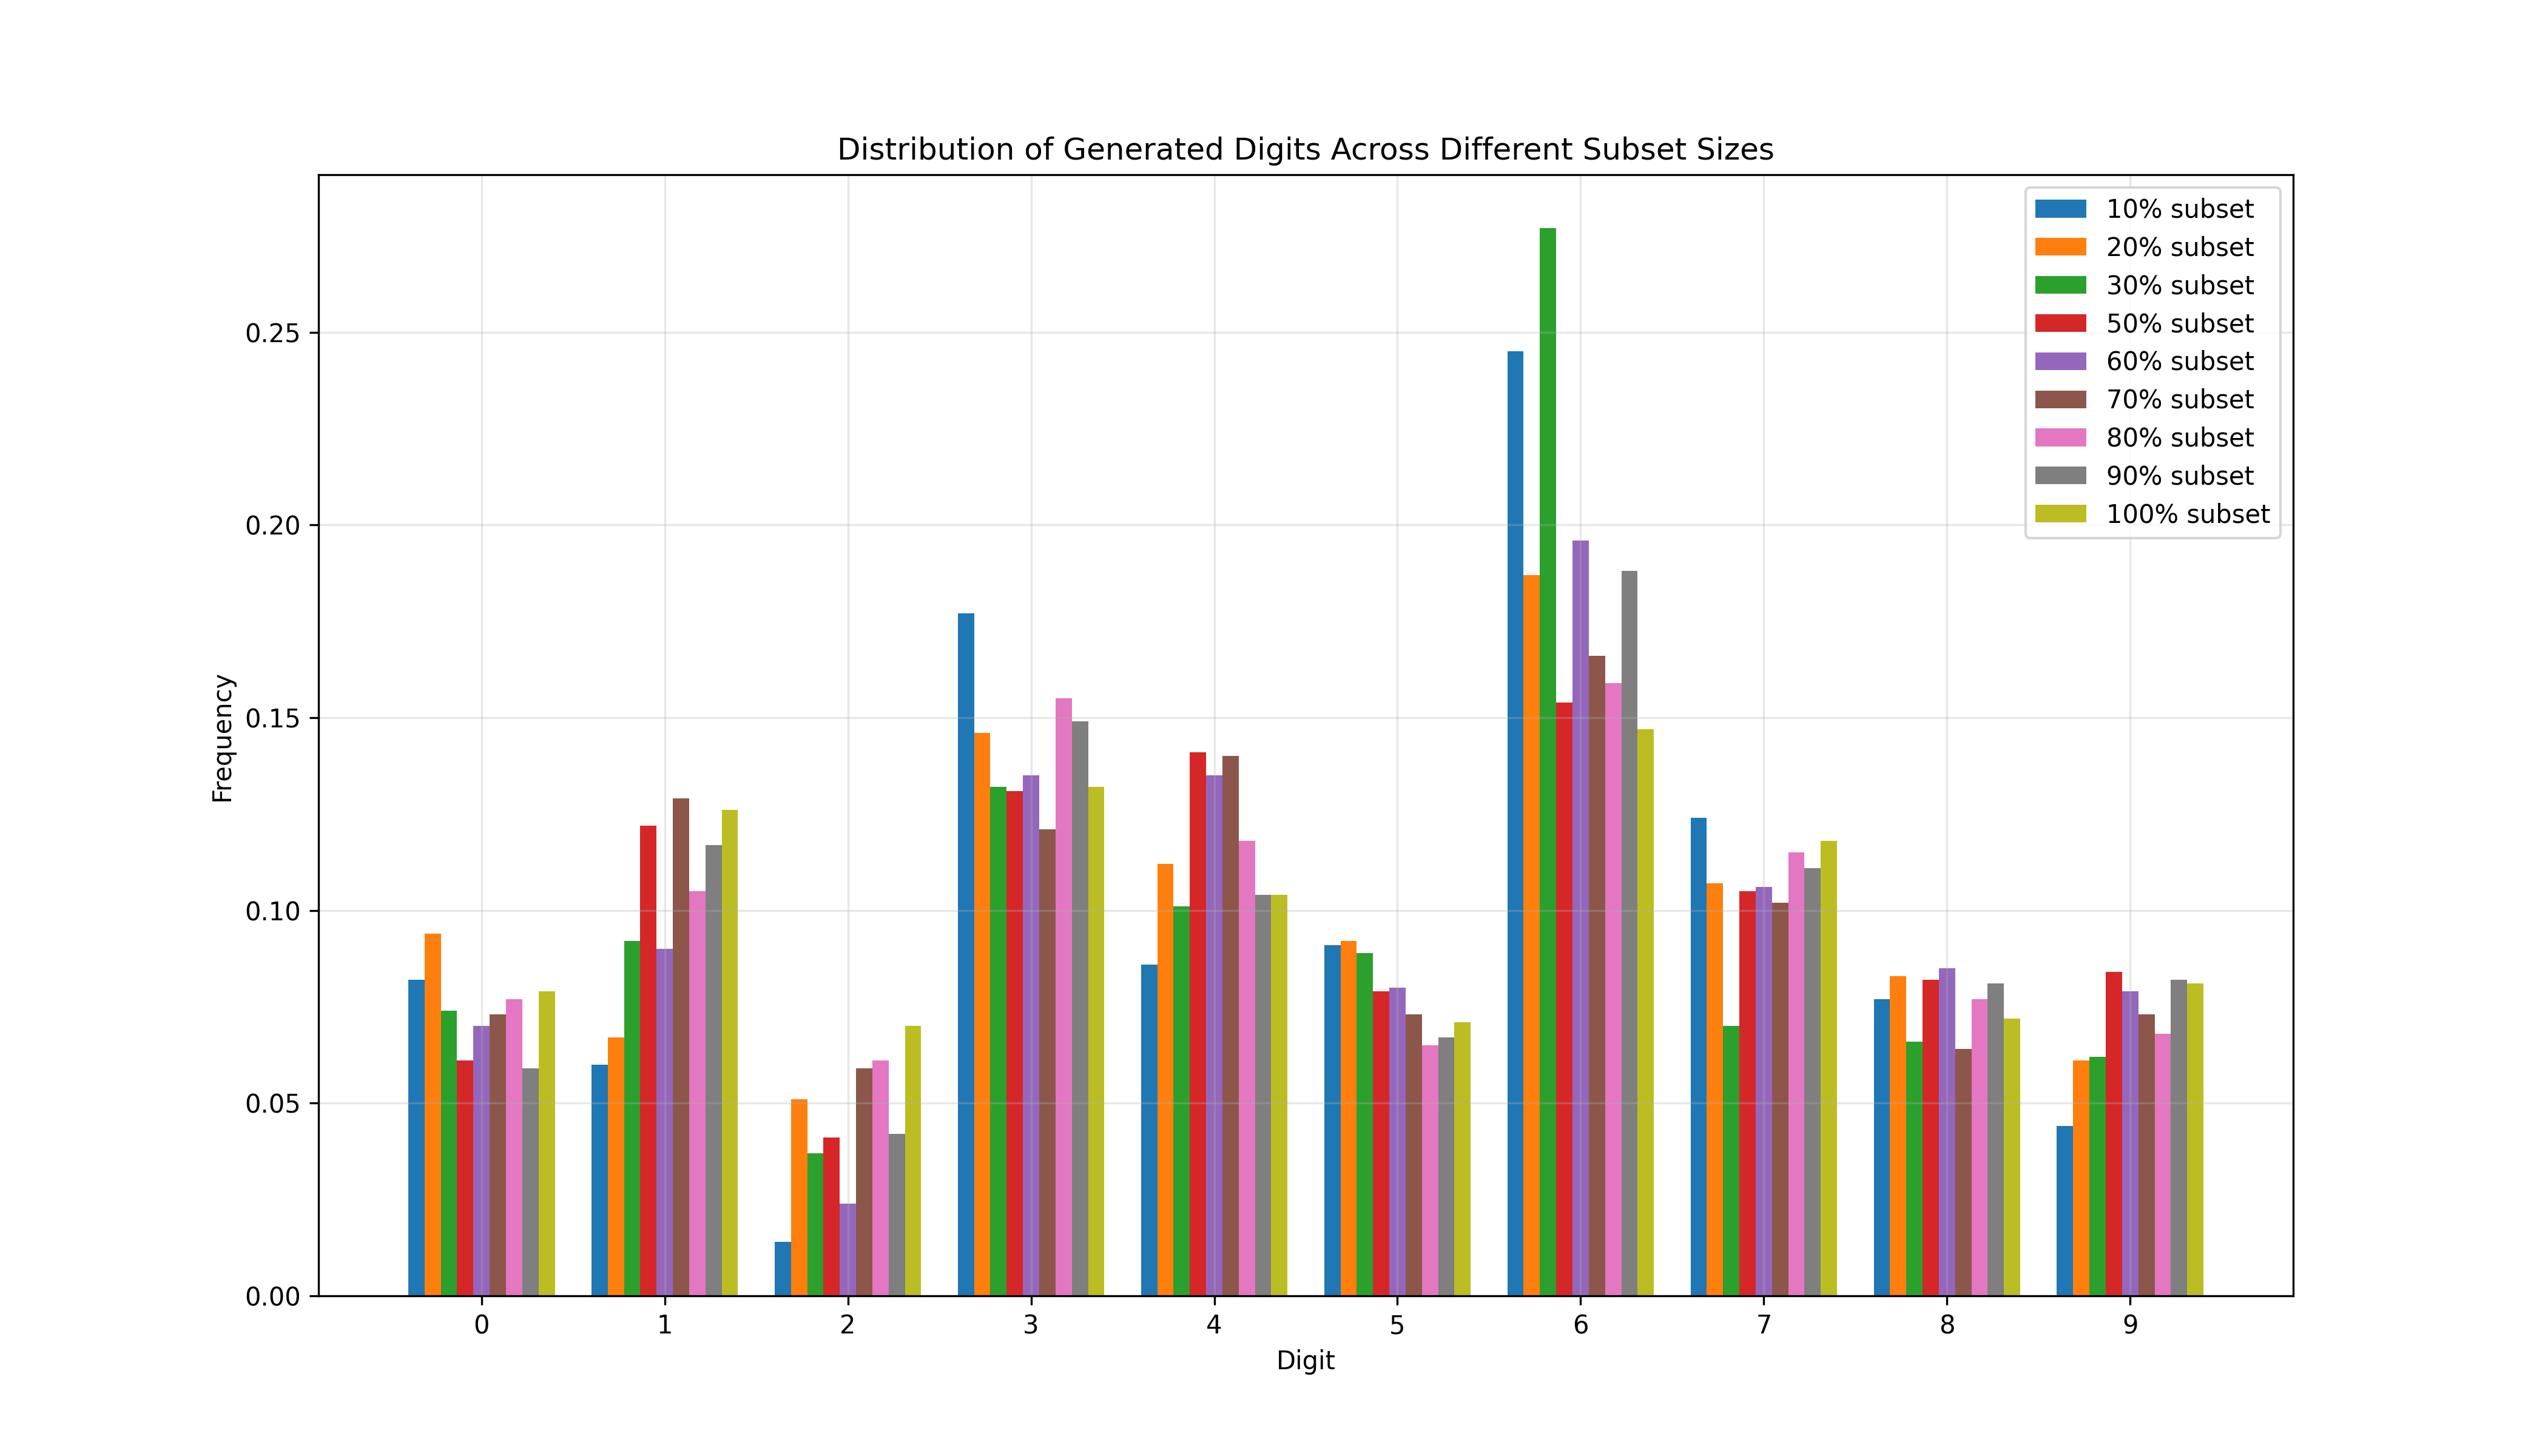 Distribution of Generated Digits Across Different Subset Sizes
10% subset
20% subset
30% subset
50% subset
60% subset
70% subset
80% subset
90% subset
100% subset
Frequency
0.25
0.20
0.15
0.10
0.05
0.00
0 1 2 3 4 5 6 7 8 9
Digit